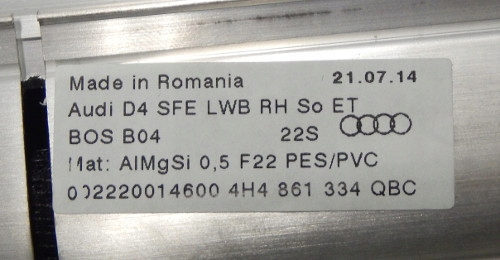 Made in Romania 21.07.14
Audi D4 SFE LWB RH So ET
BOS B04 22S
Mat: AlMgSi 0,5 F22 PES/PVC
002220014600 4H4 861 334 QBC